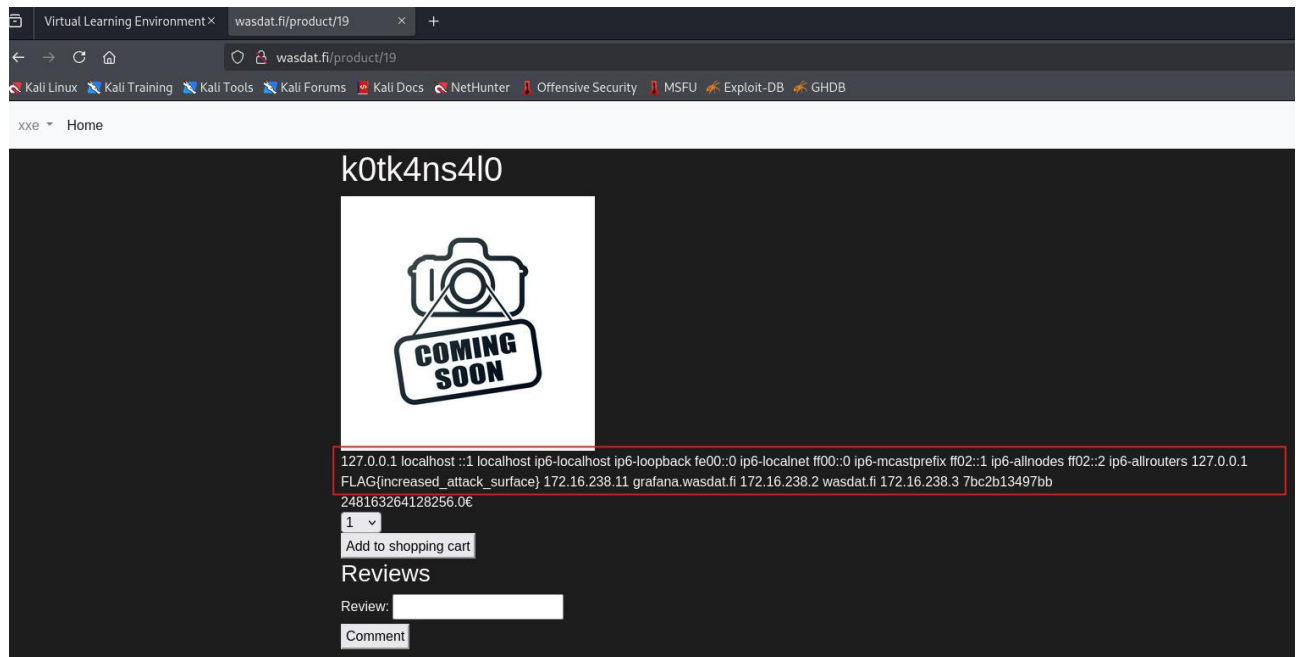 Virtual Learning Environment
wasdat.fi/product/19
wasdat.fi/product/19
Kali Linux Kali Training Kali Tools Kali Forums Kali Docs NetHunter Offensive Security MSFU Exploit-DB GHDB
xxe Home
k0tk4ns4l0
COMING
SOON
127.0.0.1 localhost ::1 localhost ip6-localhost ip6-loopback fe00::0 ip6-localnet ff00::0 ip6-mcastprefix ff02::1 ip6-allnodes ff02::2 ip6-allrouters 127.0.0.1
FLAG{increased_attack_surface} 172.16.238.11 grafana.wasdat.fi 172.16.238.2 wasdat.fi 172.16.238.3 7bc2b13497bb
248163264128256.0€
1
Add to shopping cart
Reviews
Review:
Comment